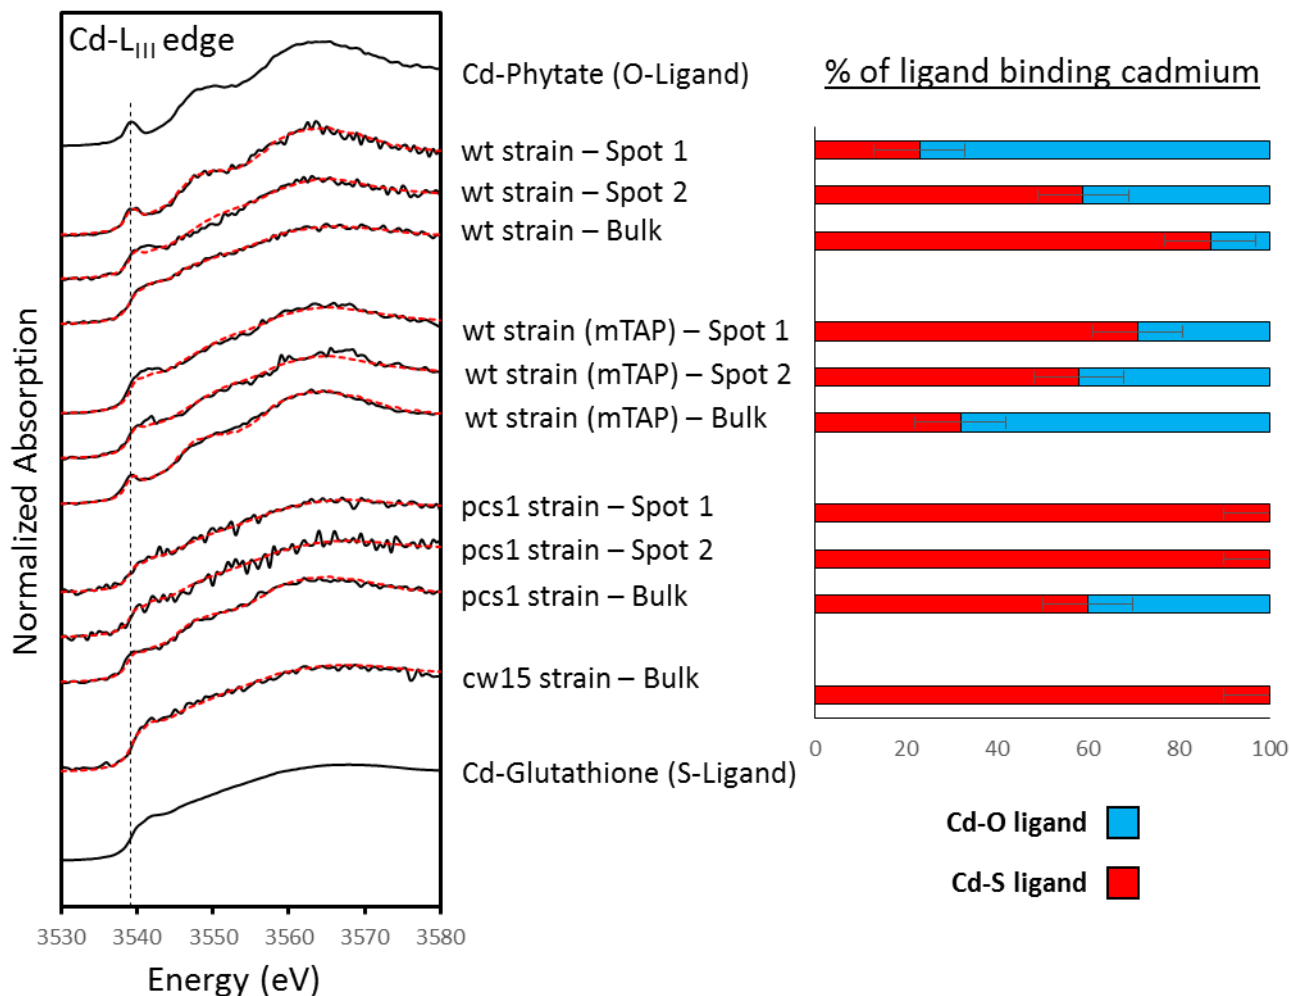 Cd-LIII edge
Cd-Phytate (O-Ligand)
wt strain – Spot 1
wt strain – Spot 2
wt strain – Bulk
wt strain (mTAP) – Spot 1
wt strain (mTAP) – Spot 2
wt strain (mTAP) – Bulk
pcs1 strain – Spot 1
pcs1 strain – Spot 2
pcs1 strain – Bulk
cw15 strain – Bulk
Cd-Glutathione (S-Ligand)
Normalized Absorption
3530 3540 3550 3560 3570 3580
Energy (eV)
% of ligand binding cadmium
0 20 40 60 80 100
Cd-O ligand
Cd-S ligand